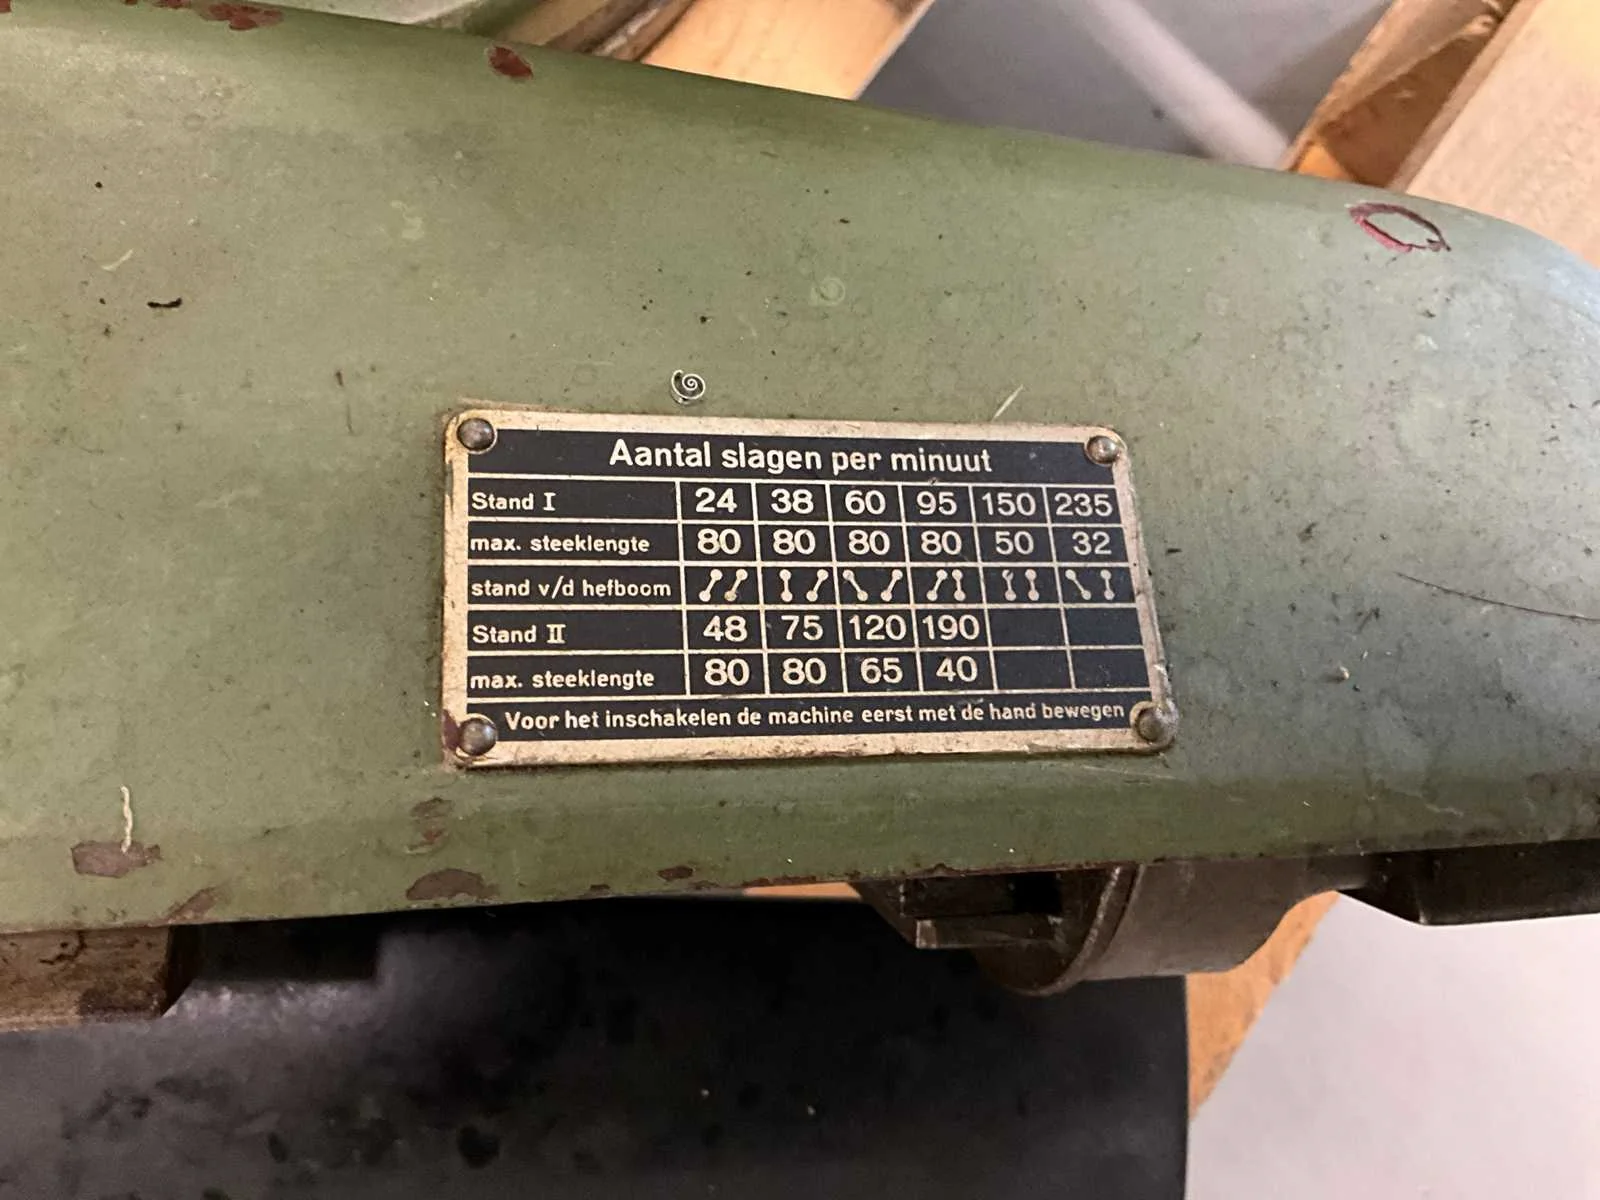 Aantal slagen per minuut
Stand I 24 38 60 95 150 235
max. steeklengte 80 80 80 80 50 32
stand v/d hefboom
Stand II 48 75 120 190
max. steeklengte 80 80 65 40
Voor het inschakelen de machine eerst met de hand bewegen